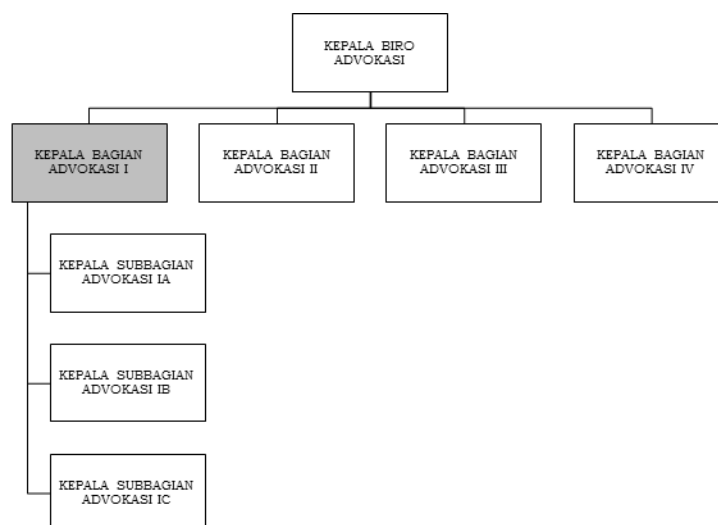 KEPALA BIRO
ADVOKASI
KEPALA BAGIAN
ADVOKASI I
KEPALA BAGIAN
ADVOKASI II
KEPALA BAGIAN
ADVOKASI III
KEPALA BAGIAN
ADVOKASI IV
KEPALA SUBBAGIAN
ADVOKASI IA
KEPALA SUBBAGIAN
ADVOKASI IB
KEPALA SUBBAGIAN
ADVOKASI IC